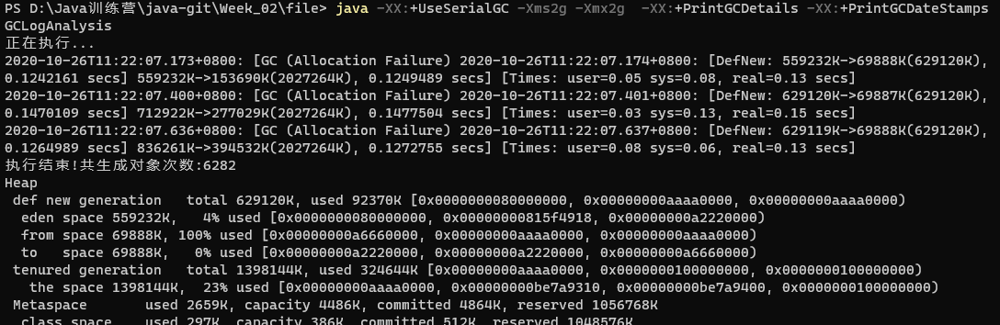 PS D:\Java训练营\java-git\Week_02\file> java -XX:+UseSerialGC -Xms2g -Xmx2g  -XX:+PrintGCDetails -XX:+PrintGCDateStamps
GCLogAnalysis
正在执行...
2020-10-26T11:22:07.173+0800: [GC (Allocation Failure) 2020-10-26T11:22:07.174+0800: [DefNew: 559232K->69888K(629120K),
0.1242161 secs] 559232K->153690K(2027264K), 0.1249489 secs] [Times: user=0.05 sys=0.08, real=0.13 secs]
2020-10-26T11:22:07.400+0800: [GC (Allocation Failure) 2020-10-26T11:22:07.401+0800: [DefNew: 629120K->69887K(629120K),
0.1470109 secs] 712922K->277029K(2027264K), 0.1477504 secs] [Times: user=0.03 sys=0.13, real=0.15 secs]
2020-10-26T11:22:07.636+0800: [GC (Allocation Failure) 2020-10-26T11:22:07.637+0800: [DefNew: 629119K->69888K(629120K),
0.1264989 secs] 836261K->394532K(2027264K), 0.1272755 secs] [Times: user=0.08 sys=0.06, real=0.13 secs]
执行结束!共生成对象次数:6282
Heap
 def new generation   total 629120K, used 92370K [0x0000000080000000, 0x00000000aaaa0000, 0x00000000aaaa0000)
  eden space 559232K,   4% used [0x0000000080000000, 0x00000000815f4918, 0x00000000a2220000)
  from space 69888K, 100% used [0x00000000a6660000, 0x00000000aaaa0000, 0x00000000aaaa0000)
  to   space 69888K,   0% used [0x00000000a2220000, 0x00000000a2220000, 0x00000000a6660000)
 tenured generation   total 1398144K, used 324644K [0x00000000aaaa0000, 0x0000000100000000, 0x0000000100000000)
   the space 1398144K,  23% used [0x00000000aaaa0000, 0x00000000be7a9310, 0x00000000be7a9400, 0x0000000100000000)
 Metaspace       used 2659K, capacity 4486K, committed 4864K, reserved 1056768K
  class space    used 297K, capacity 386K, committed 512K, reserved 1048576K